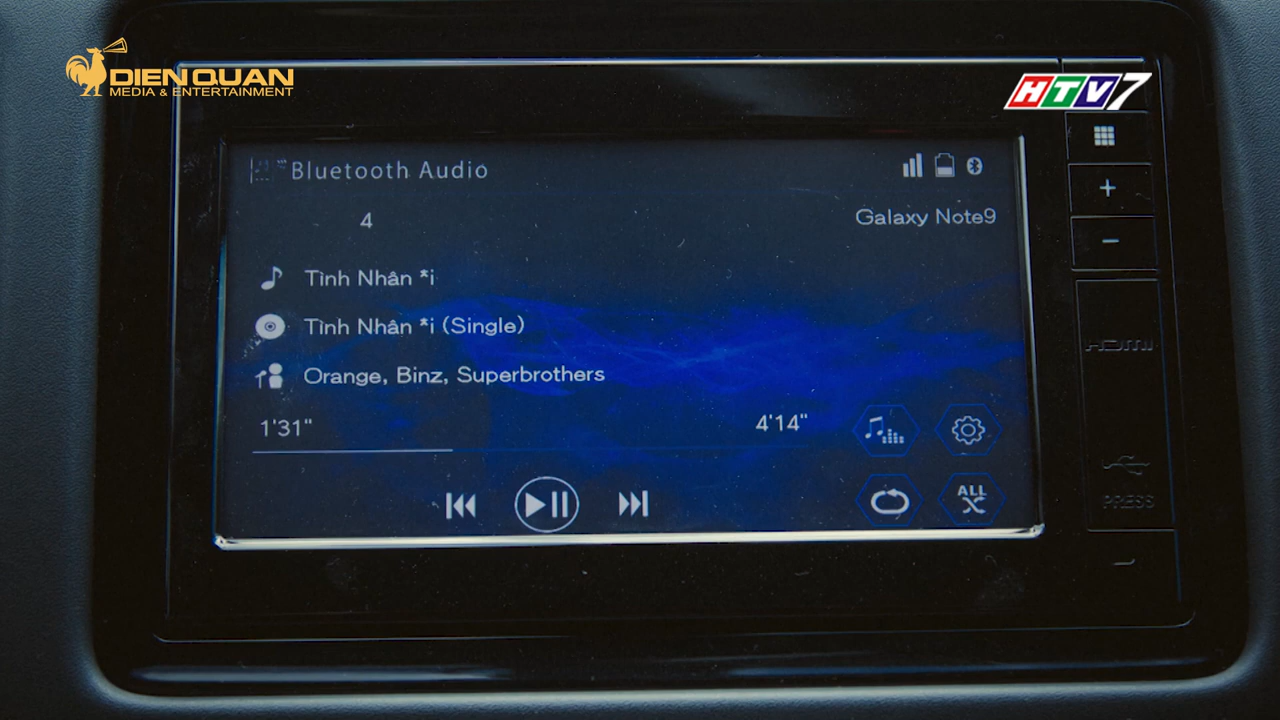 DIEN QUAN
MEDIA & ENTERTAINMENT
HTV7
Bluetooth Audio
4
Galaxy Note9
Tình Nhân *i
Tình Nhân *i (Single)
Orange, Binz, Superbrothers
1'31"
4'14"
ALL
+
−
HDMI
PRESS